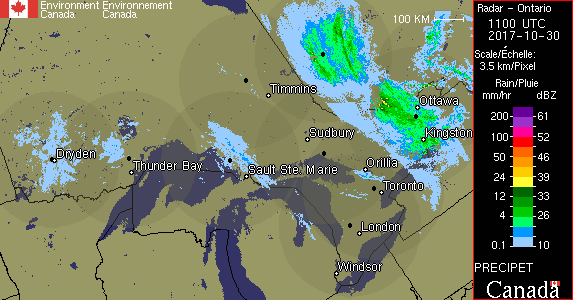 Environment Environnement
Canada Canada
100 KM
Timmins
Ottawa
Sudbury
Kingston
Dryden
Thunder Bay
Sault Ste. Marie
Orillia
Toronto
London
Windsor
Radar - Ontario
1100 UTC
2017-10-30
Scale/Échelle:
3.5 km/Pixel
Rain/Pluie
mm/hr dBZ
200 61
100 52
50 46
24 39
12 33
4 26
0.1 10
PRECIPET
Canada